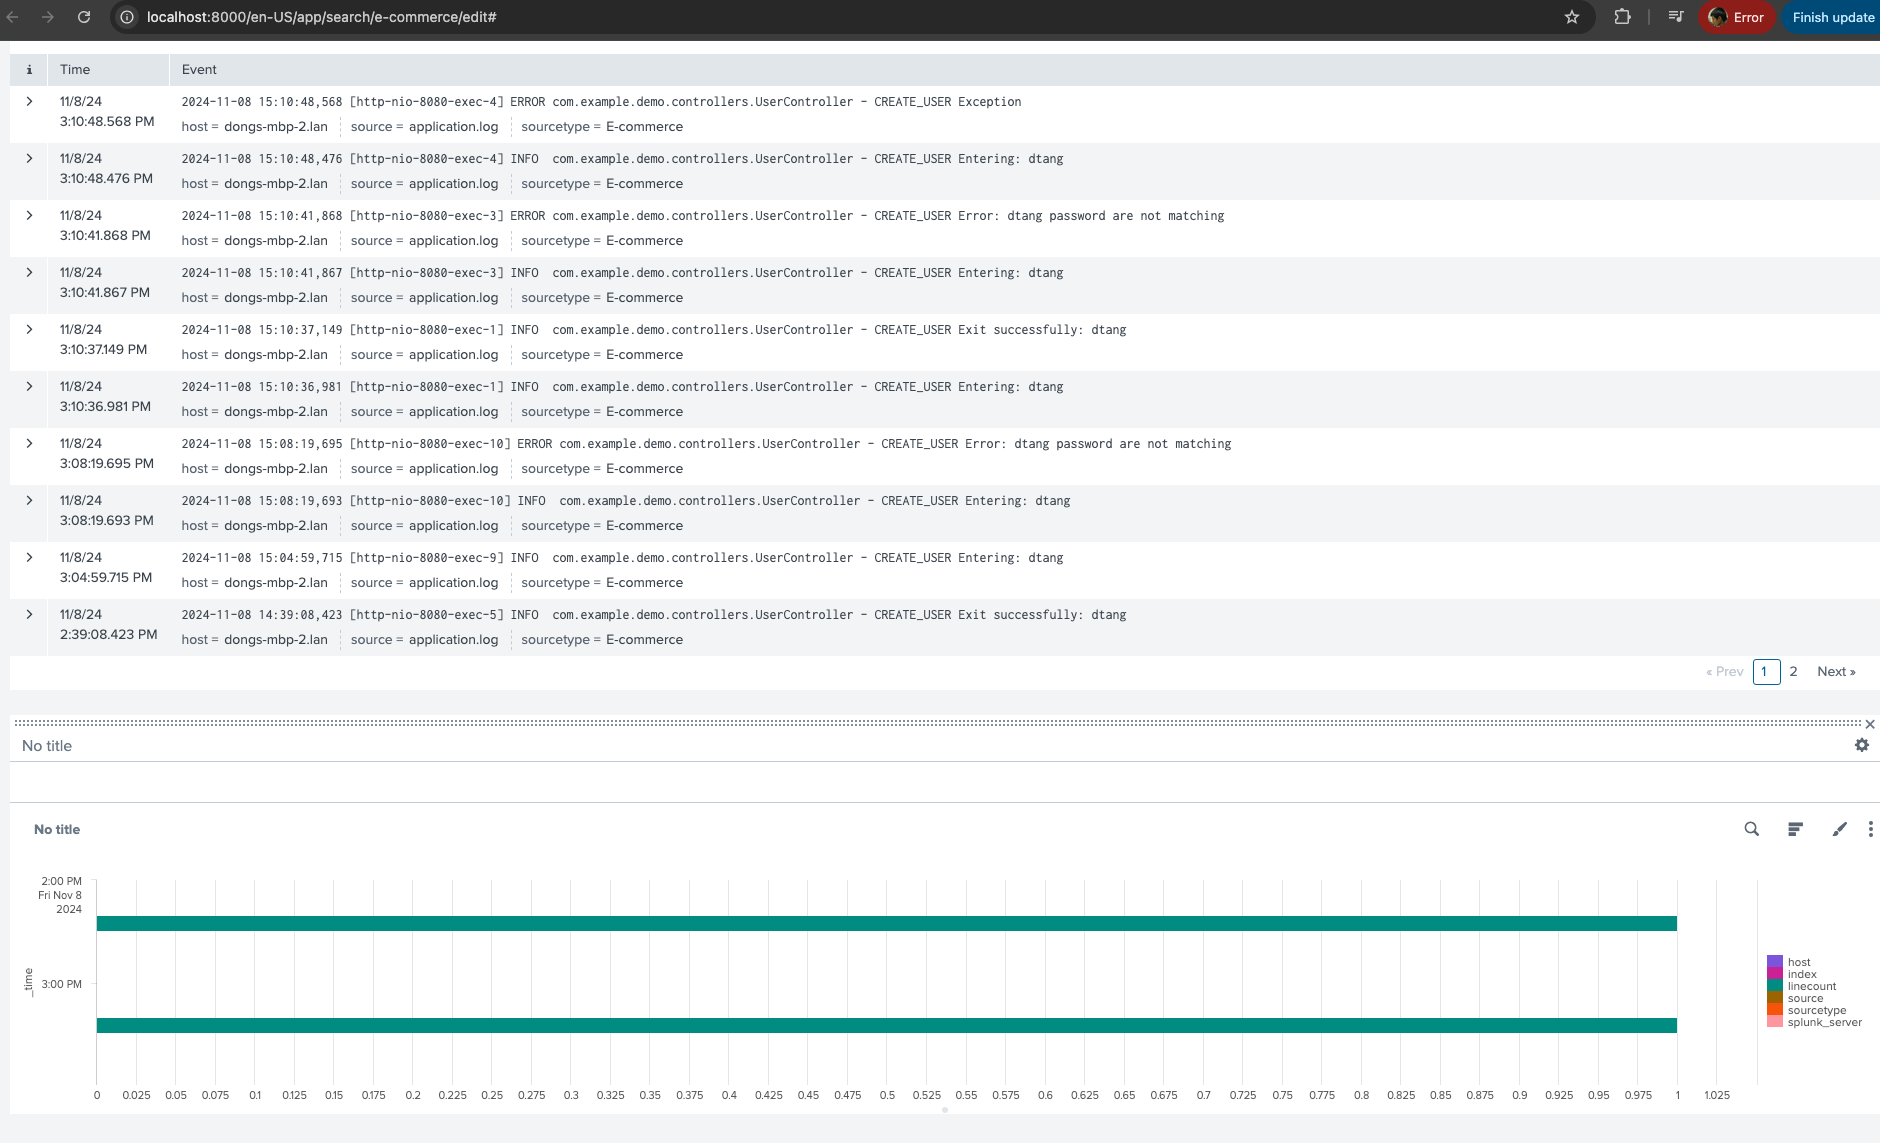 localhost:8000/en-US/app/search/e-commerce/edit#
Error
Finish update
i Time Event
11/8/24 3:10:48.568 PM
2024-11-08 15:10:48,568 [http-nio-8080-exec-4] ERROR com.example.demo.controllers.UserController - CREATE_USER Exception
host = dongs-mbp-2.lan source = application.log sourcetype = E-commerce
11/8/24 3:10:48.476 PM
2024-11-08 15:10:48,476 [http-nio-8080-exec-4] INFO com.example.demo.controllers.UserController - CREATE_USER Entering: dtang
host = dongs-mbp-2.lan source = application.log sourcetype = E-commerce
11/8/24 3:10:41.868 PM
2024-11-08 15:10:41,868 [http-nio-8080-exec-3] ERROR com.example.demo.controllers.UserController - CREATE_USER Error: dtang password are not matching
host = dongs-mbp-2.lan source = application.log sourcetype = E-commerce
11/8/24 3:10:41.867 PM
2024-11-08 15:10:41,867 [http-nio-8080-exec-3] INFO com.example.demo.controllers.UserController - CREATE_USER Entering: dtang
host = dongs-mbp-2.lan source = application.log sourcetype = E-commerce
11/8/24 3:10:37.149 PM
2024-11-08 15:10:37,149 [http-nio-8080-exec-1] INFO com.example.demo.controllers.UserController - CREATE_USER Exit successfully: dtang
host = dongs-mbp-2.lan source = application.log sourcetype = E-commerce
11/8/24 3:10:36.981 PM
2024-11-08 15:10:36,981 [http-nio-8080-exec-1] INFO com.example.demo.controllers.UserController - CREATE_USER Entering: dtang
host = dongs-mbp-2.lan source = application.log sourcetype = E-commerce
11/8/24 3:08:19.695 PM
2024-11-08 15:08:19,695 [http-nio-8080-exec-10] ERROR com.example.demo.controllers.UserController - CREATE_USER Error: dtang password are not matching
host = dongs-mbp-2.lan source = application.log sourcetype = E-commerce
11/8/24 3:08:19.693 PM
2024-11-08 15:08:19,693 [http-nio-8080-exec-10] INFO com.example.demo.controllers.UserController - CREATE_USER Entering: dtang
host = dongs-mbp-2.lan source = application.log sourcetype = E-commerce
11/8/24 3:04:59.715 PM
2024-11-08 15:04:59,715 [http-nio-8080-exec-9] INFO com.example.demo.controllers.UserController - CREATE_USER Entering: dtang
host = dongs-mbp-2.lan source = application.log sourcetype = E-commerce
11/8/24 2:39:08.423 PM
2024-11-08 14:39:08,423 [http-nio-8080-exec-5] INFO com.example.demo.controllers.UserController - CREATE_USER Exit successfully: dtang
host = dongs-mbp-2.lan source = application.log sourcetype = E-commerce
« Prev 1 2 Next »
No title
No title
2:00 PM
Fri Nov 8
2024
_time
3:00 PM
host
index
linecount
source
sourcetype
splunk_server
0 0.025 0.05 0.075 0.1 0.125 0.15 0.175 0.2 0.225 0.25 0.275 0.3 0.325 0.35 0.375 0.4 0.425 0.45 0.475 0.5 0.525 0.55 0.575 0.6 0.625 0.65 0.675 0.7 0.725 0.75 0.775 0.8 0.825 0.85 0.875 0.9 0.925 0.95 0.975 1 1.025